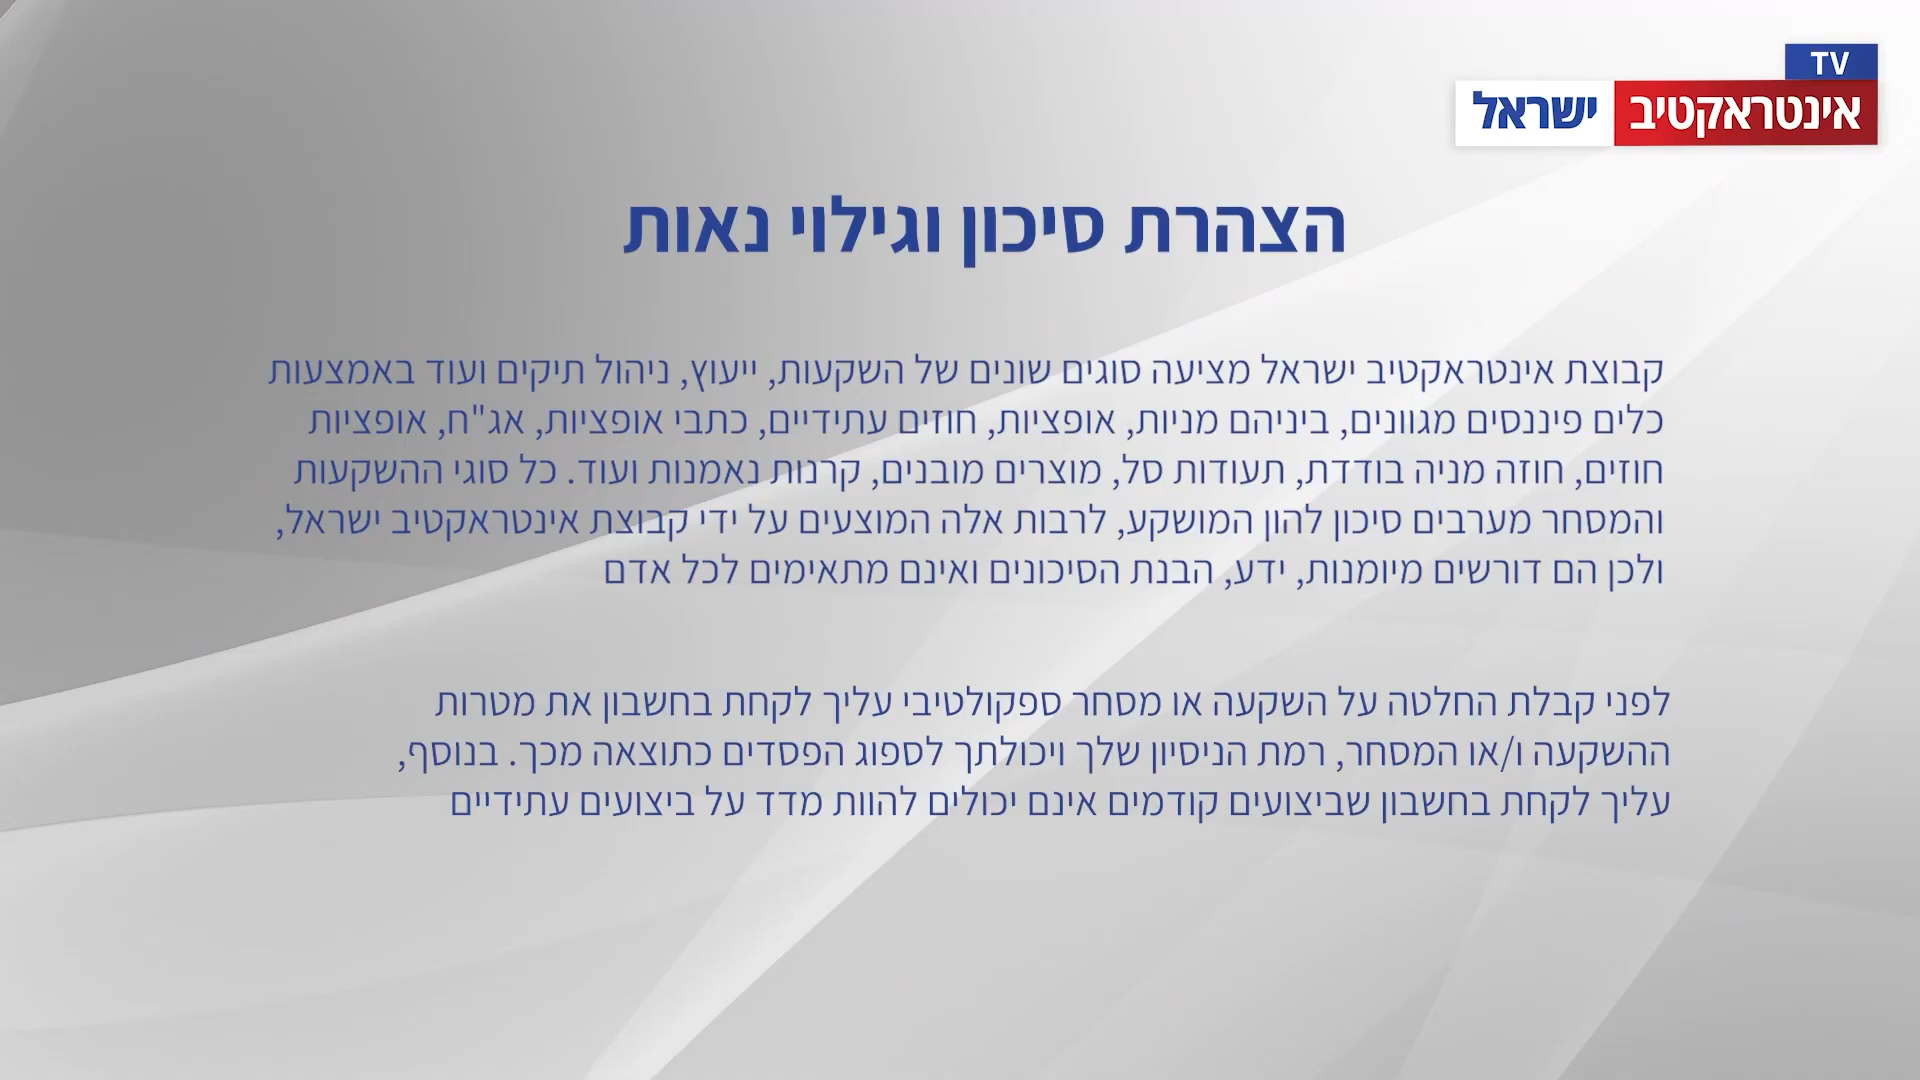 TV
אינטראקטיב ישראל
הצהרת סיכון וגילוי נאות
קבוצת אינטראקטיב ישראל מציעה סוגים שונים של השקעות, ייעוץ, ניהול תיקים ועוד באמצעות
כלים פיננסים מגוונים, ביניהם מניות, אופציות, חוזים עתידיים, כתבי אופציות, אג"ח, אופציות
חוזים, חוזה מניה בודדת, תעודות סל, מוצרים מובנים, קרנות נאמנות ועוד. כל סוגי ההשקעות
והמסחר מערבים סיכון להון המושקע, לרבות אלה המוצעים על ידי קבוצת אינטראקטיב ישראל,
ולכן הם דורשים מיומנות, ידע, הבנת הסיכונים ואינם מתאימים לכל אדם
לפני קבלת החלטה על השקעה או מסחר ספקולטיבי עליך לקחת בחשבון את מטרות
ההשקעה ו/או המסחר, רמת הניסיון שלך ויכולתך לספוג הפסדים כתוצאה מכך. בנוסף,
עליך לקחת בחשבון שביצועים קודמים אינם יכולים להוות מדד על ביצועים עתידיים